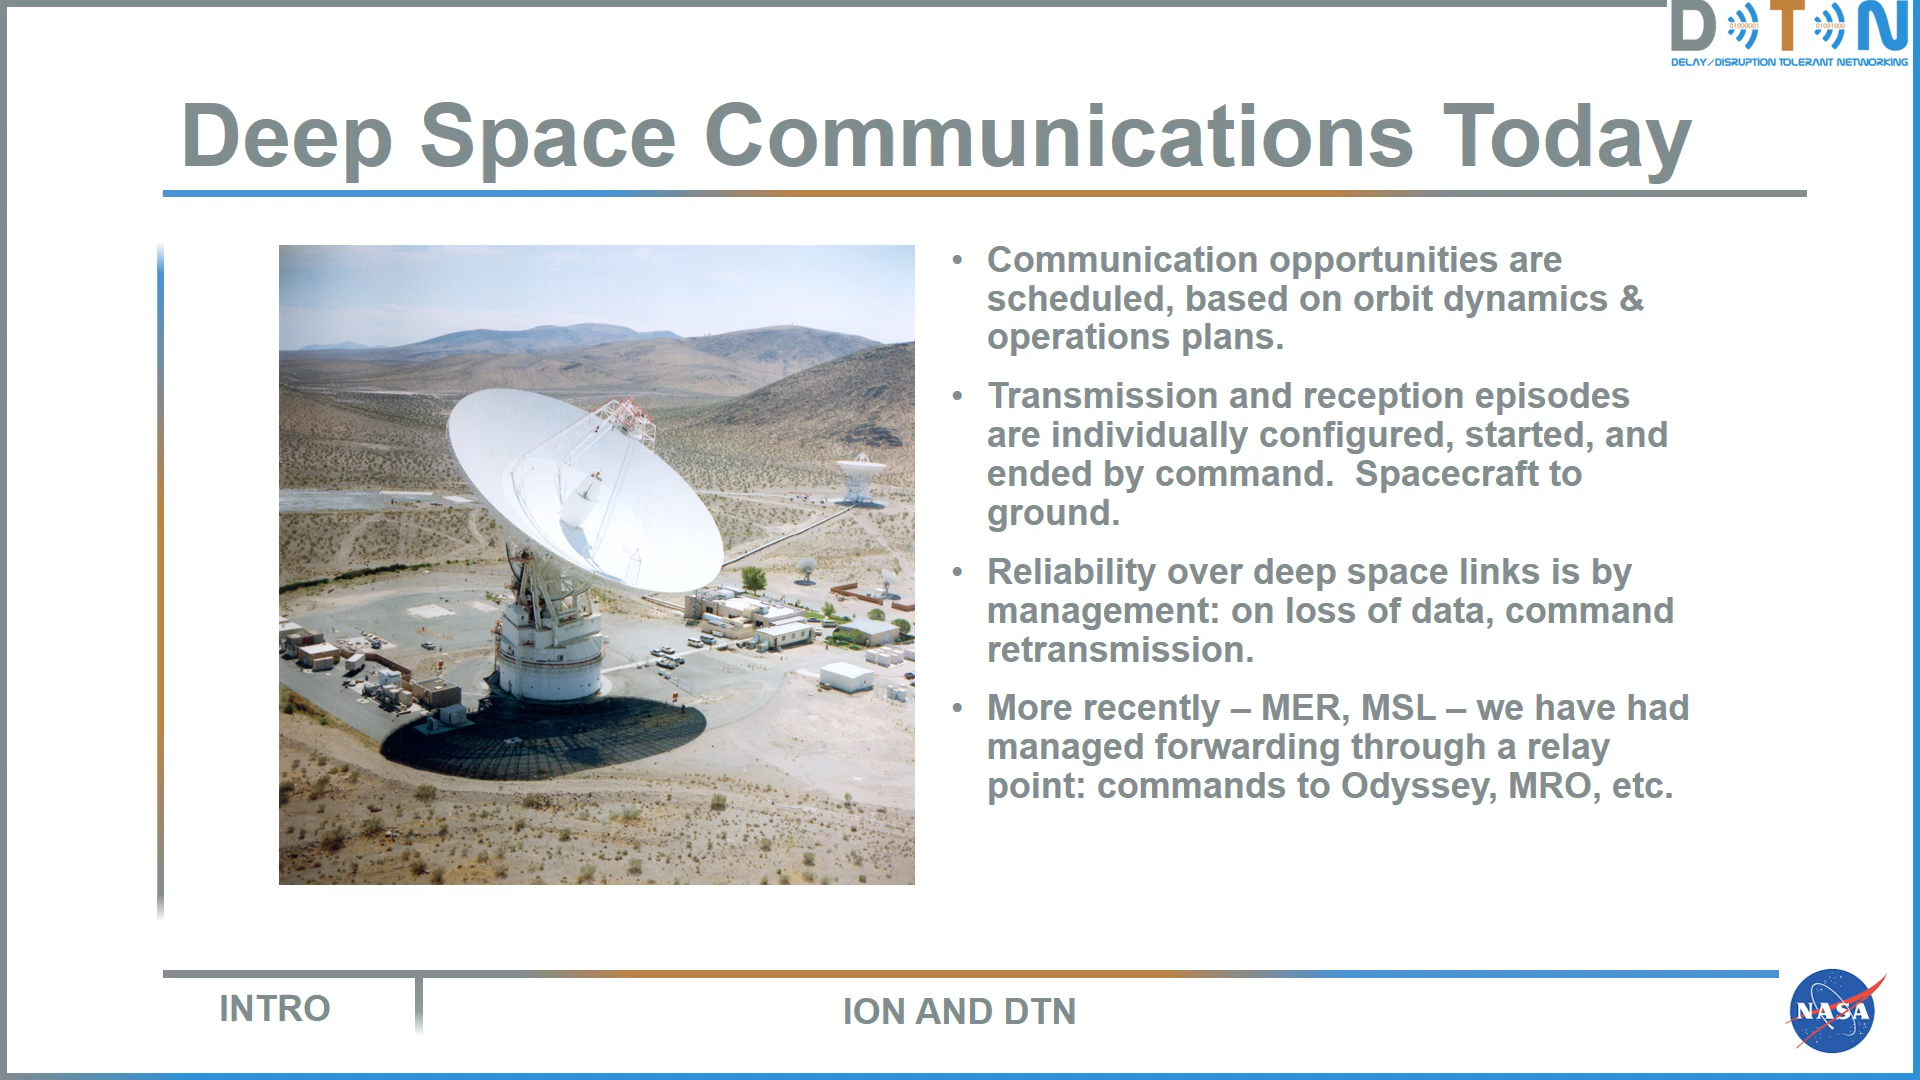 D T N
DELAY/DISRUPTION TOLERANT NETWORKING
Deep Space Communications Today
• Communication opportunities are
scheduled, based on orbit dynamics &
operations plans.
• Transmission and reception episodes
are individually configured, started, and
ended by command.  Spacecraft to
ground.
• Reliability over deep space links is by
management: on loss of data, command
retransmission.
• More recently – MER, MSL – we have had
managed forwarding through a relay
point: commands to Odyssey, MRO, etc.
INTRO
ION AND DTN
NASA